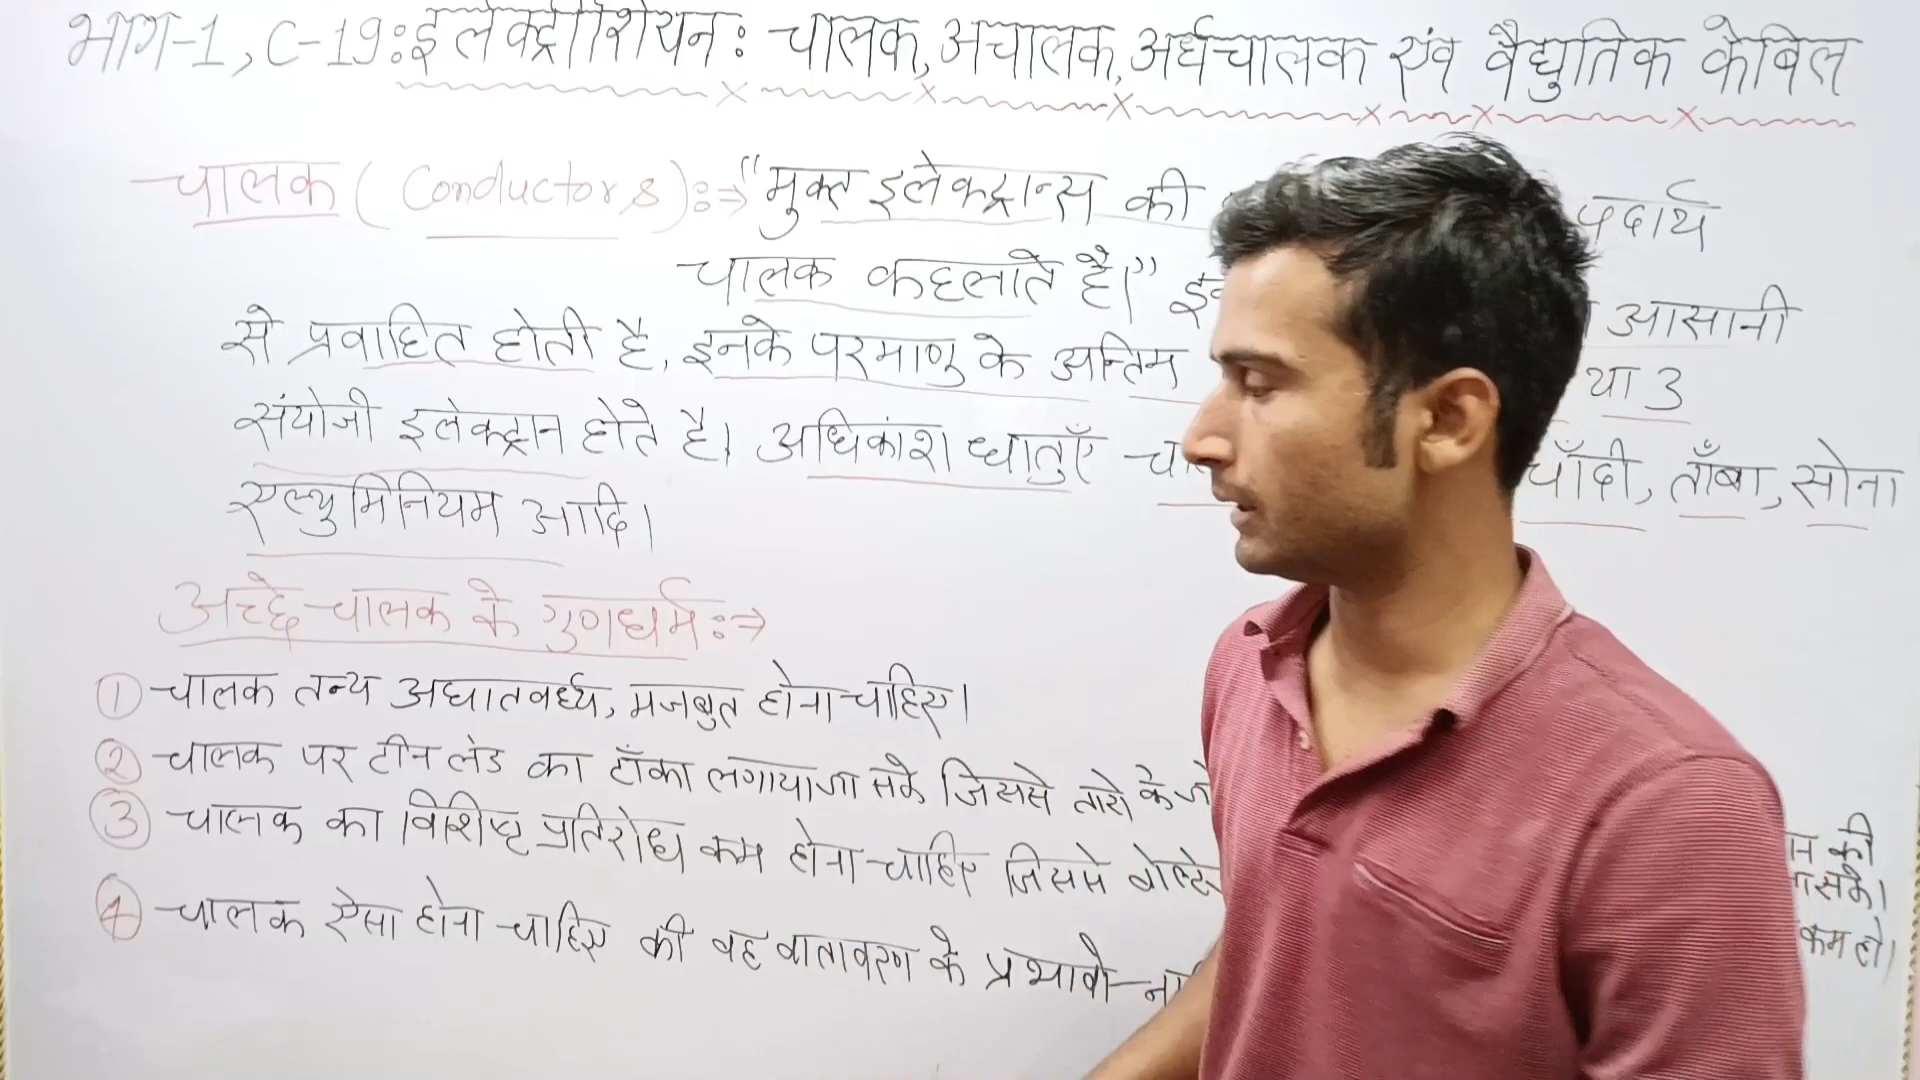 भाग-1, C-19:इलेक्ट्रीशियन: चालक, अचालक, अर्धचालक एंव वैद्युतिक केबिल
चालक (Conductors):⇒ "मुक्त इलेक्ट्रान्स की पदार्थ
चालक कहलाते है।" आसानी
से प्रवाहित होती है, इनके परमाणु के अन्तिम या 3
संयोजी इलेक्ट्रान होते है। अधिकांश धातुएँ चाँदी, ताँबा, सोना
एल्युमिनियम आदि।
अच्छे चालक के गुणधर्म:⇒
① चालक तन्य अघातवर्ध्य, मजबुत होना चाहिए।
② चालक पर टीन लेड का टाँका लगाया जा सके जिससे तारो के की
सके।
③ चालक का विशिष्ट प्रतिरोध कम होना चाहिए जिससे कम हो।
④ चालक ऐसा होना चाहिए की वह वातावरण के प्रभावो